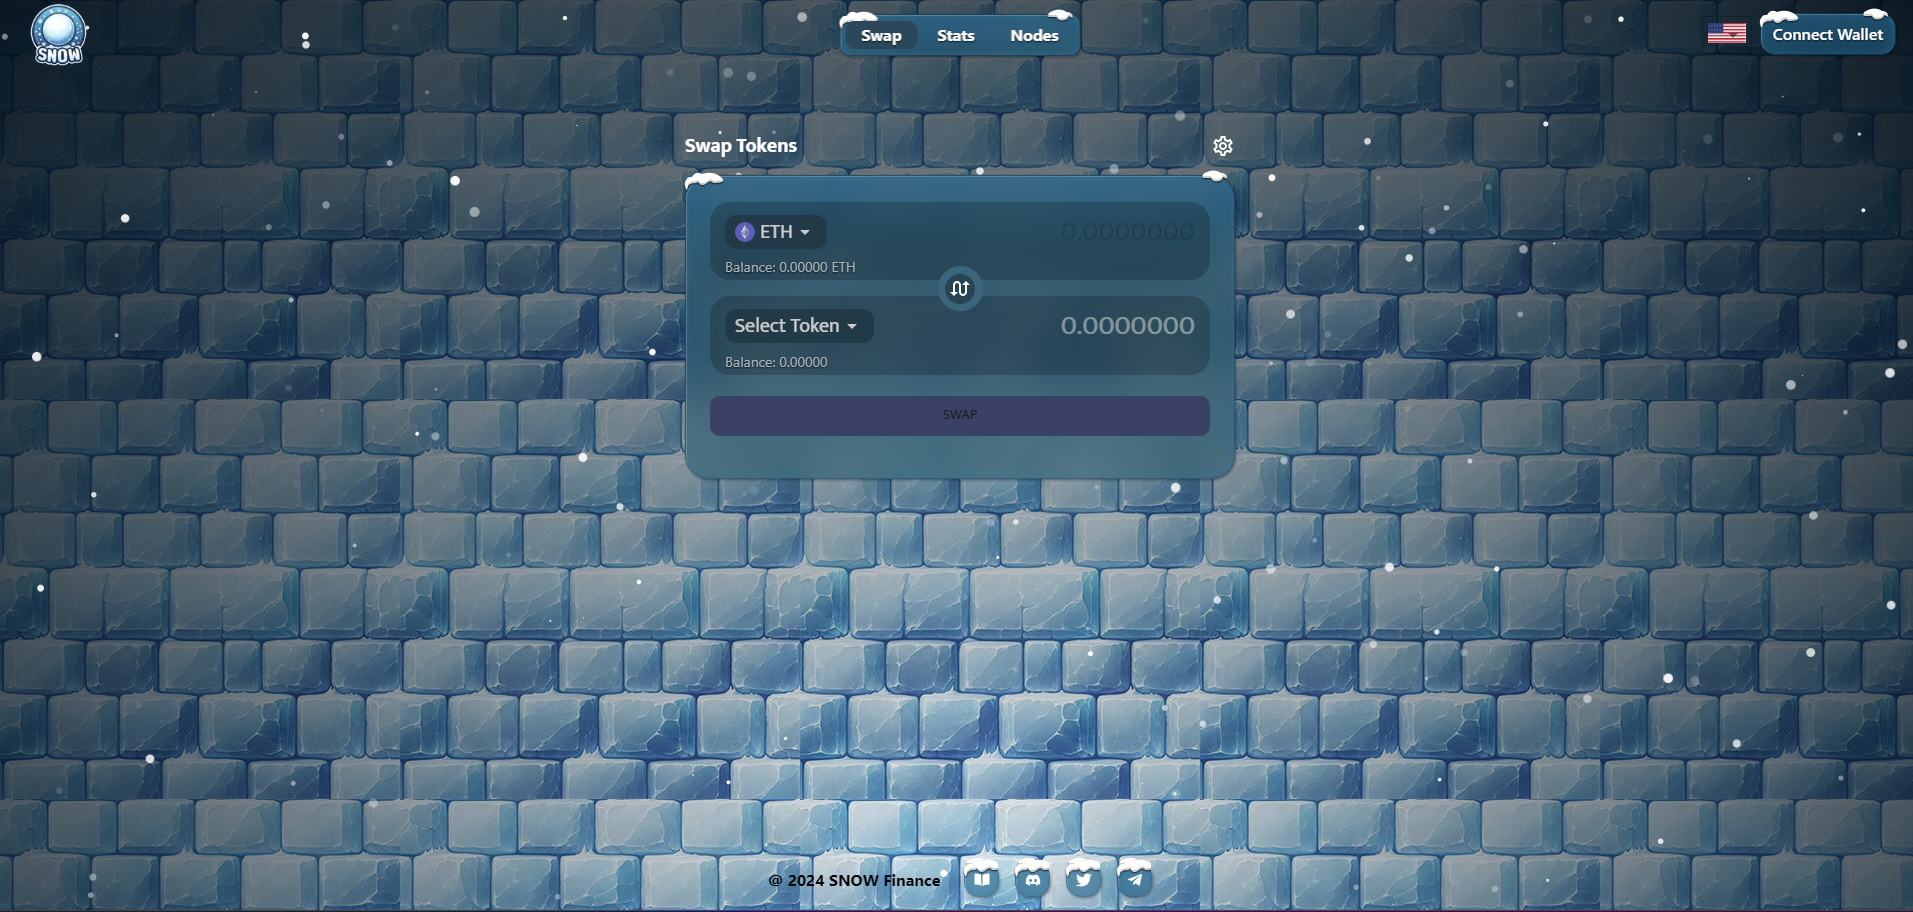 SNOW
Swap
Stats
Nodes
Connect Wallet
Swap Tokens
ETH
0.0000000
Balance: 0.00000 ETH
Select Token
0.0000000
Balance: 0.00000
SWAP
@ 2024 SNOW Finance